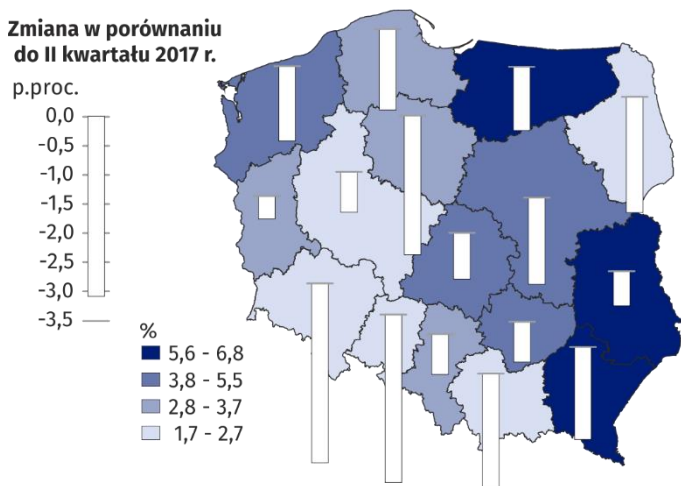 Zmiana w porównaniu
do II kwartału 2017 r.
p.proc.
0,0
-0,5
-1,0
-1,5
-2,0
-2,5
-3,0
-3,5
%
5,6 - 6,8
3,8 - 5,5
2,8 - 3,7
1,7 - 2,7